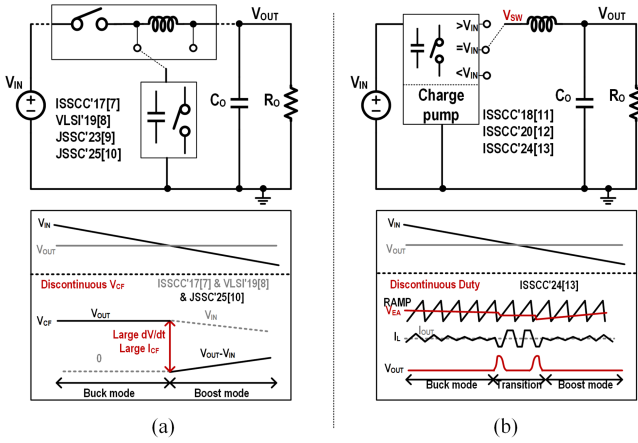 VOUT
VIN
ISSCC'17[7]
VLSI'19[8]
JSSC'23[9]
JSSC'25[10]
CO
RO
VIN
VOUT
Discontinuous VCF
ISSCC'17[7] & VLSI'19[8]
& JSSC'25[10]
VCF
VOUT
VIN
Large dV/dt
Large ICF
0
VOUT-VIN
Buck mode
Boost mode
(a)
>VIN
=VIN
<VIN
VSW
VOUT
VIN
Charge
pump
ISSCC'18[11]
ISSCC'20[12]
ISSCC'24[13]
CO
RO
VIN
VOUT
Discontinuous Duty
ISSCC'24[13]
RAMP
VEA
IL
IOUT
VOUT
Buck mode
Transition
Boost mode
(b)